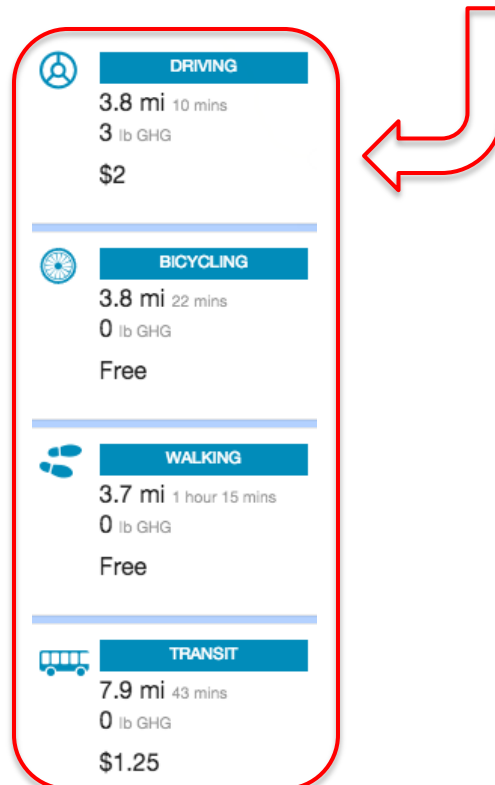 DRIVING
3.8 mi 10 mins
3 lb GHG
$2
BICYCLING
3.8 mi 22 mins
0 lb GHG
Free
WALKING
3.7 mi 1 hour 15 mins
0 lb GHG
Free
TRANSIT
7.9 mi 43 mins
0 lb GHG
$1.25